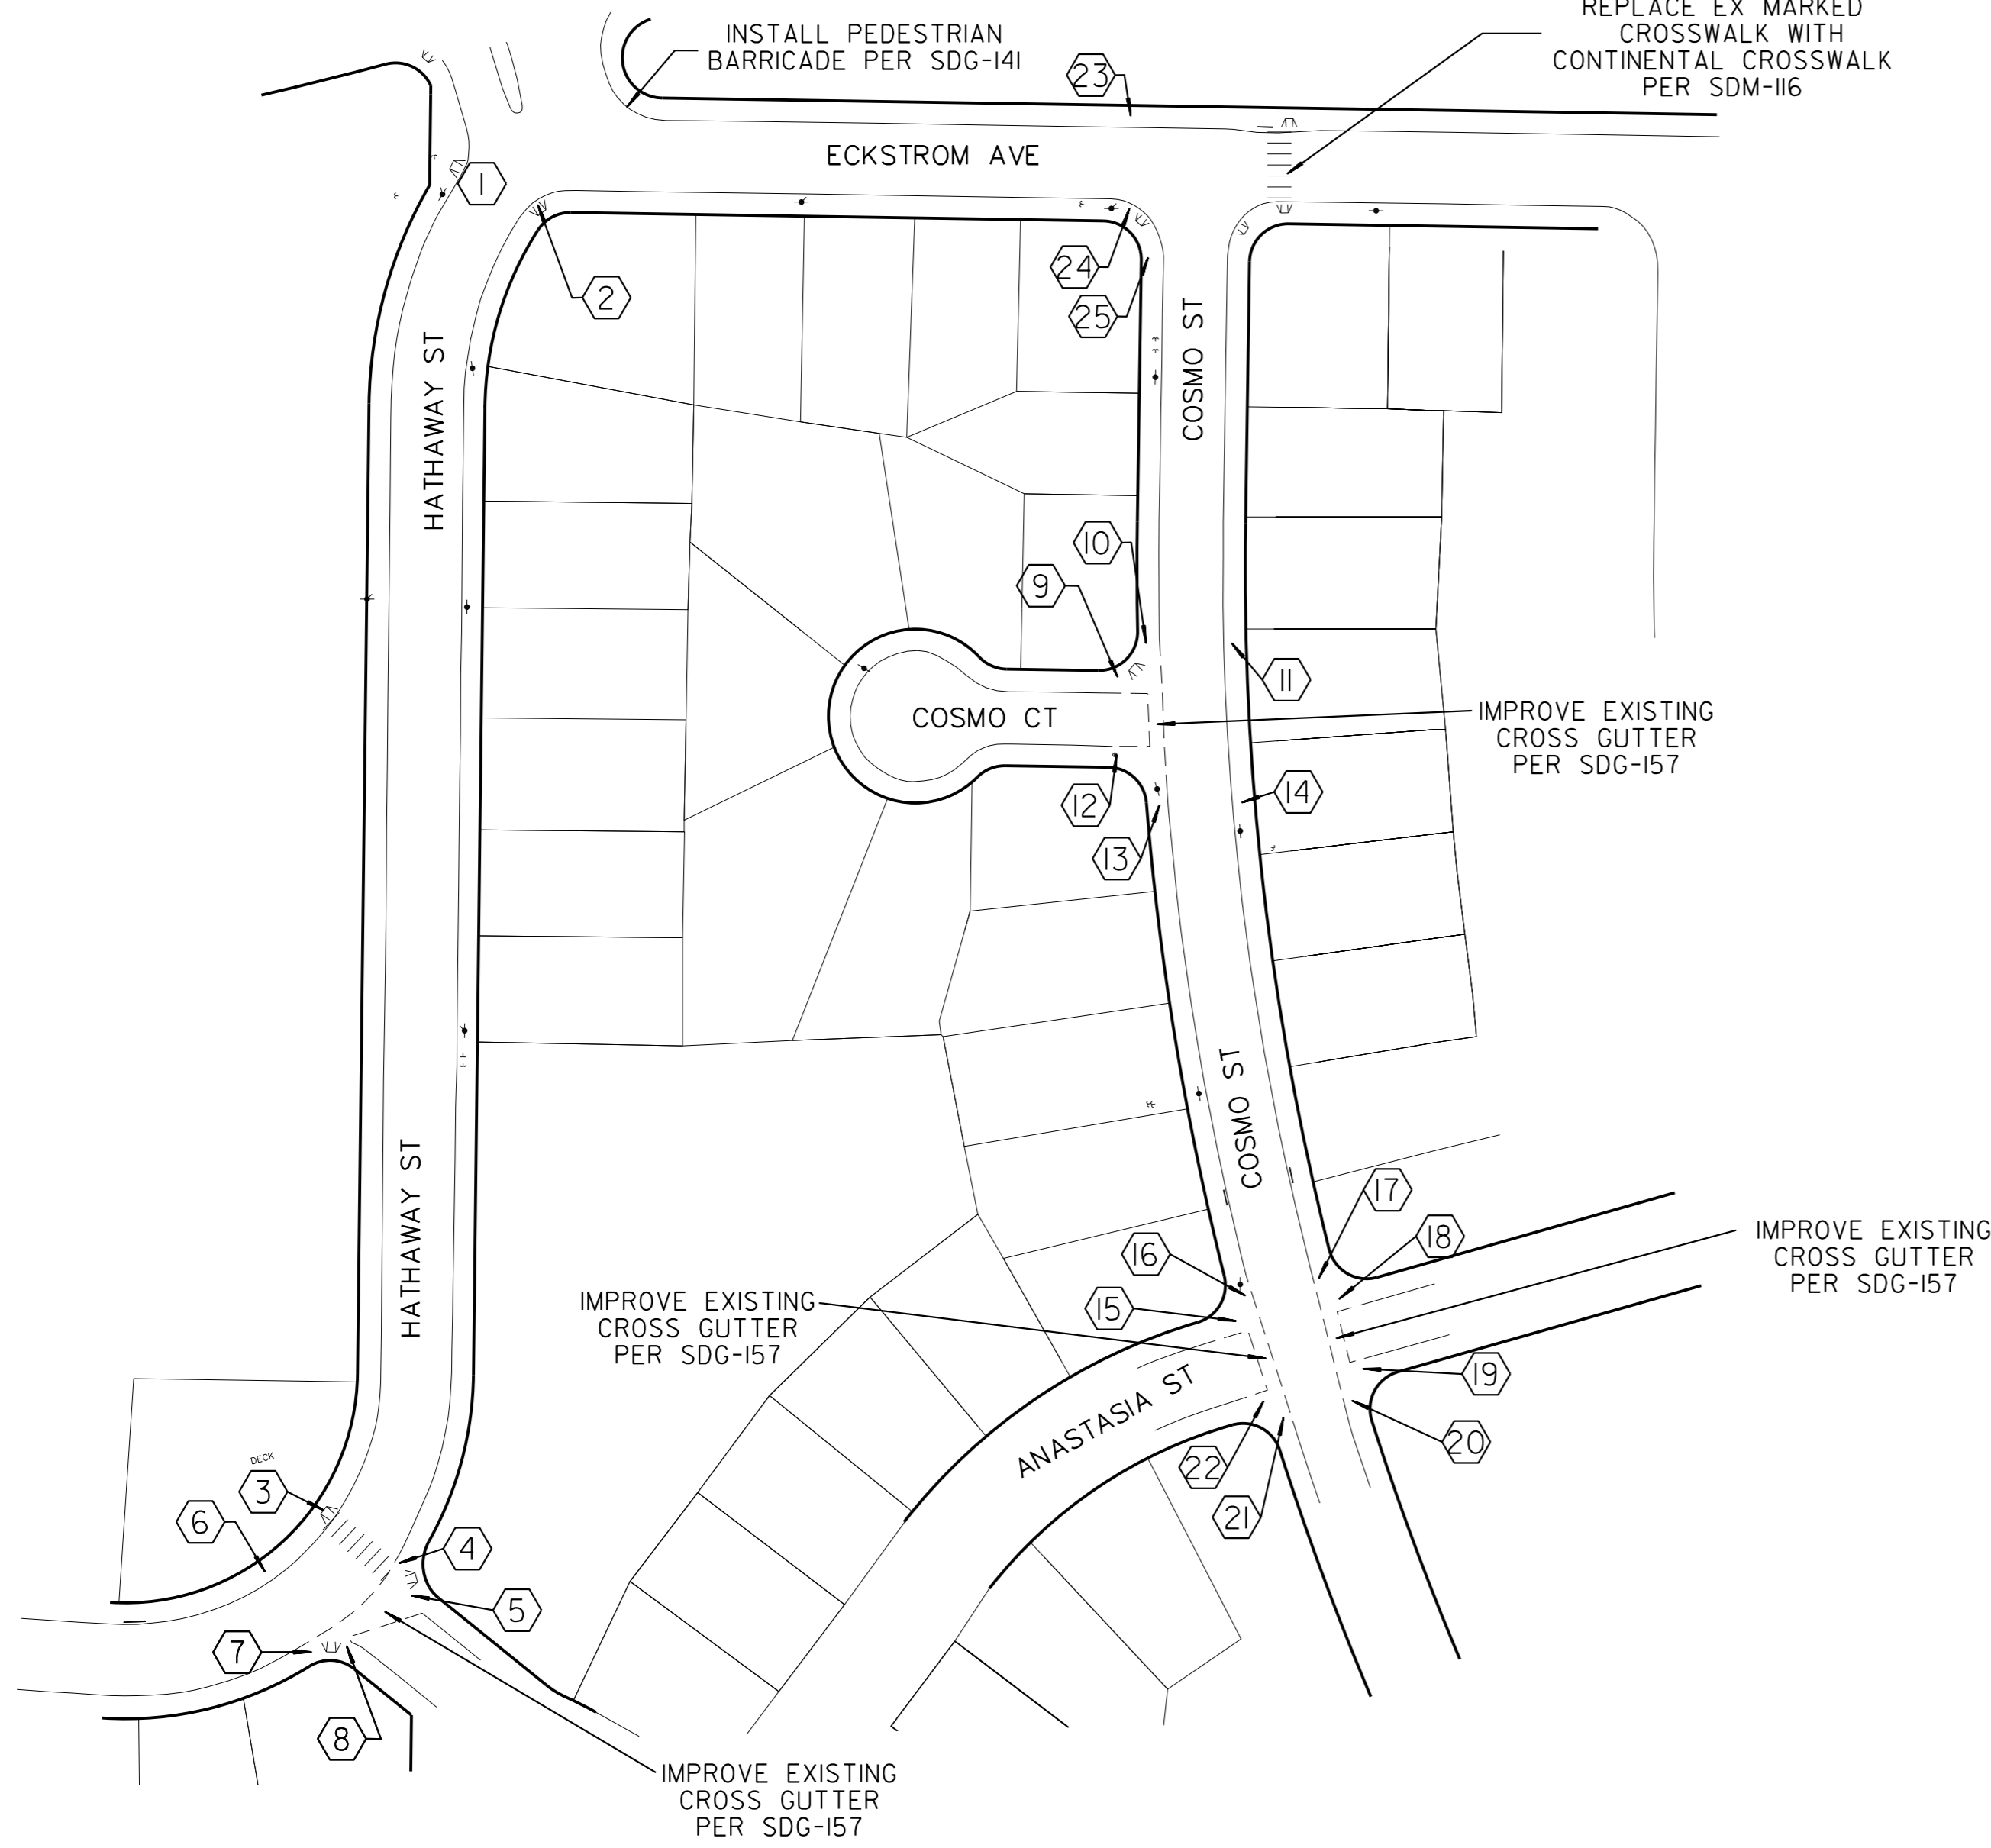 REPLACE EX MARKED
CROSSWALK WITH
CONTINENTAL CROSSWALK
PER SDM-116
INSTALL PEDESTRIAN
BARRICADE PER SDG-141
23
ECKSTROM AVE
1
2
24
25
HATHAWAY ST
COSMO ST
10
9
11
COSMO CT
IMPROVE EXISTING
CROSS GUTTER
PER SDG-157
12
14
13
COSMO ST
HATHAWAY ST
17
18
16
15
IMPROVE EXISTING
CROSS GUTTER
PER SDG-157
IMPROVE EXISTING
CROSS GUTTER
PER SDG-157
19
20
ANASTASIA ST
22
21
DECK
3
6
4
5
7
8
IMPROVE EXISTING
CROSS GUTTER
PER SDG-157